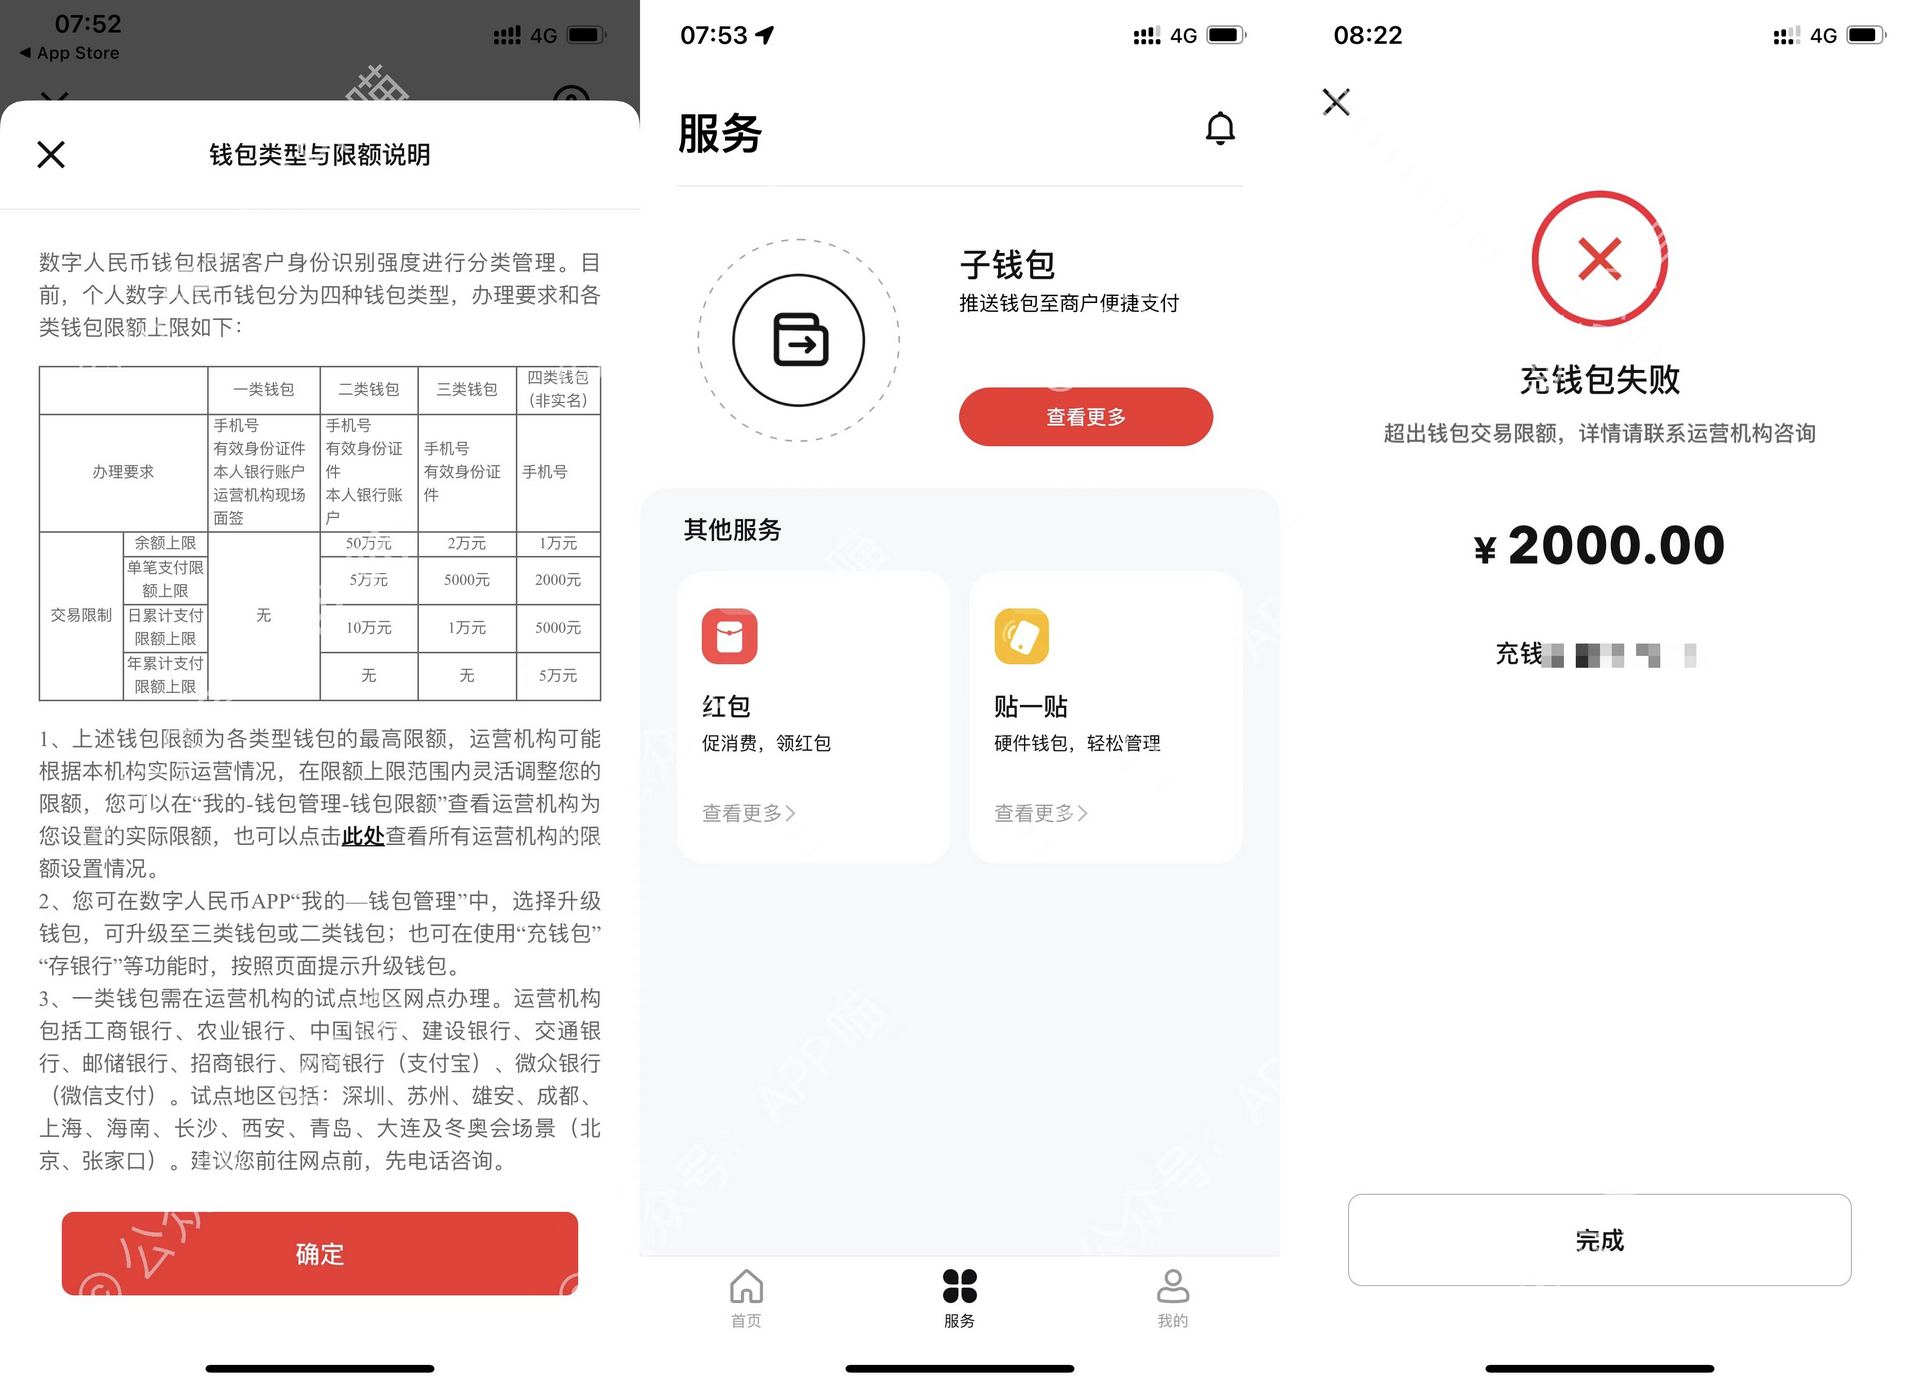 07:52
4G
App Store
钱包类型与限额说明
数字人民币钱包根据客户身份识别强度进行分类管理。目
前，个人数字人民币钱包分为四种钱包类型，办理要求和各
类钱包限额上限如下：
一类钱包
二类钱包
三类钱包
四类钱包
（非实名）
办理要求
手机号
有效身份证件
本人银行账户
运营机构现场
面签
手机号
有效身份证
件
本人银行账
户
手机号
有效身份证
件
手机号
交易限制
余额上限
无
50万元
2万元
1万元
单笔支付限
额上限
5万元
5000元
2000元
日累计支付
限额上限
10万元
1万元
5000元
年累计支付
限额上限
无
无
5万元
1、上述钱包限额为各类型钱包的最高限额，运营机构可能
根据本机构实际运营情况，在限额上限范围内灵活调整您的
限额，您可以在“我的-钱包管理-钱包限额”查看运营机构为
您设置的实际限额，也可以点击此处查看所有运营机构的限
额设置情况。
2、您可在数字人民币APP“我的—钱包管理”中，选择升级
钱包，可升级至三类钱包或二类钱包；也可在使用“充钱包”
“存银行”等功能时，按照页面提示升级钱包。
3、一类钱包需在运营机构的试点地区网点办理。运营机构
包括工商银行、农业银行、中国银行、建设银行、交通银
行、邮储银行、招商银行、网商银行（支付宝）、微众银行
（微信支付）。试点地区包括：深圳、苏州、雄安、成都、
上海、海南、长沙、西安、青岛、大连及冬奥会场景（北
京、张家口）。建议您前往网点前，先电话咨询。
确定
© 公众
喵
07:53
4G
服务
子钱包
推送钱包至商户便捷支付
查看更多
其他服务
红包
促消费，领红包
查看更多
贴一贴
硬件钱包，轻松管理
查看更多
公众号：APP喵
首页
服务
我的
08:22
4G
充钱包失败
超出钱包交易限额，详情请联系运营机构咨询
¥ 2000.00
充钱
完成